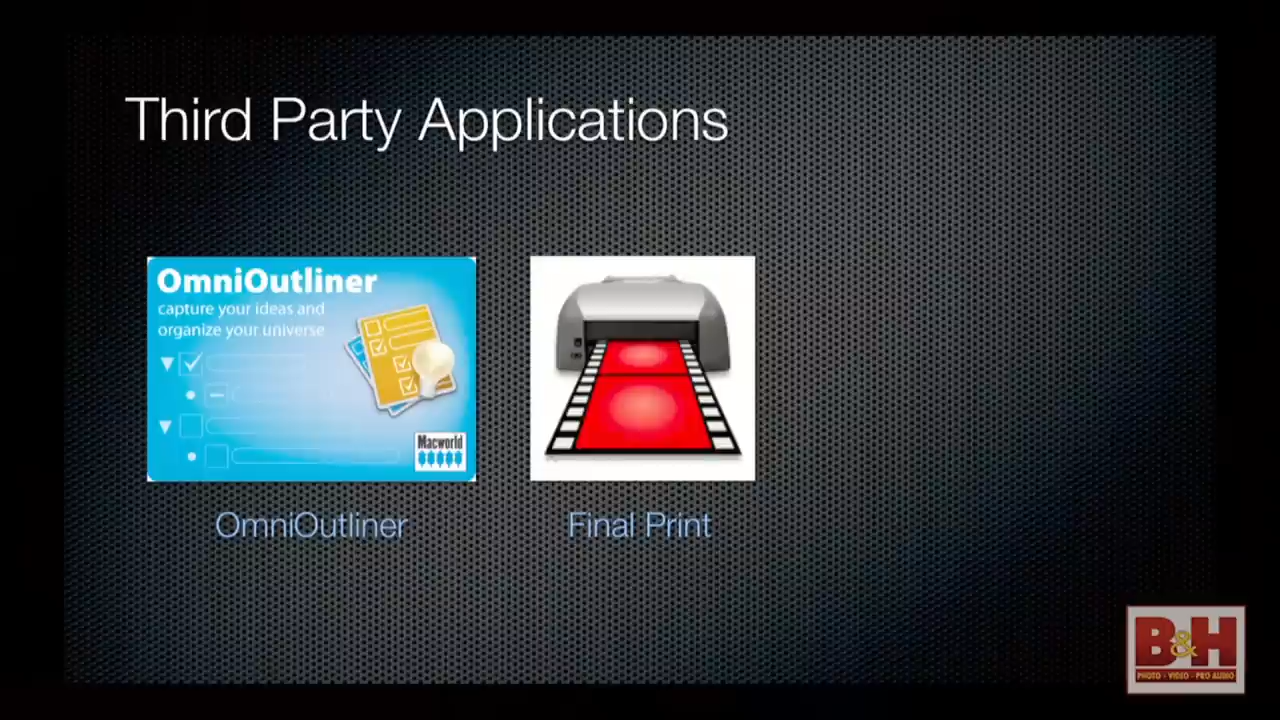 Third Party Applications
OmniOutliner
capture your ideas and
organize your universe
Macworld
OmniOutliner
Final Print
B&H
PHOTO - VIDEO - PRO AUDIO